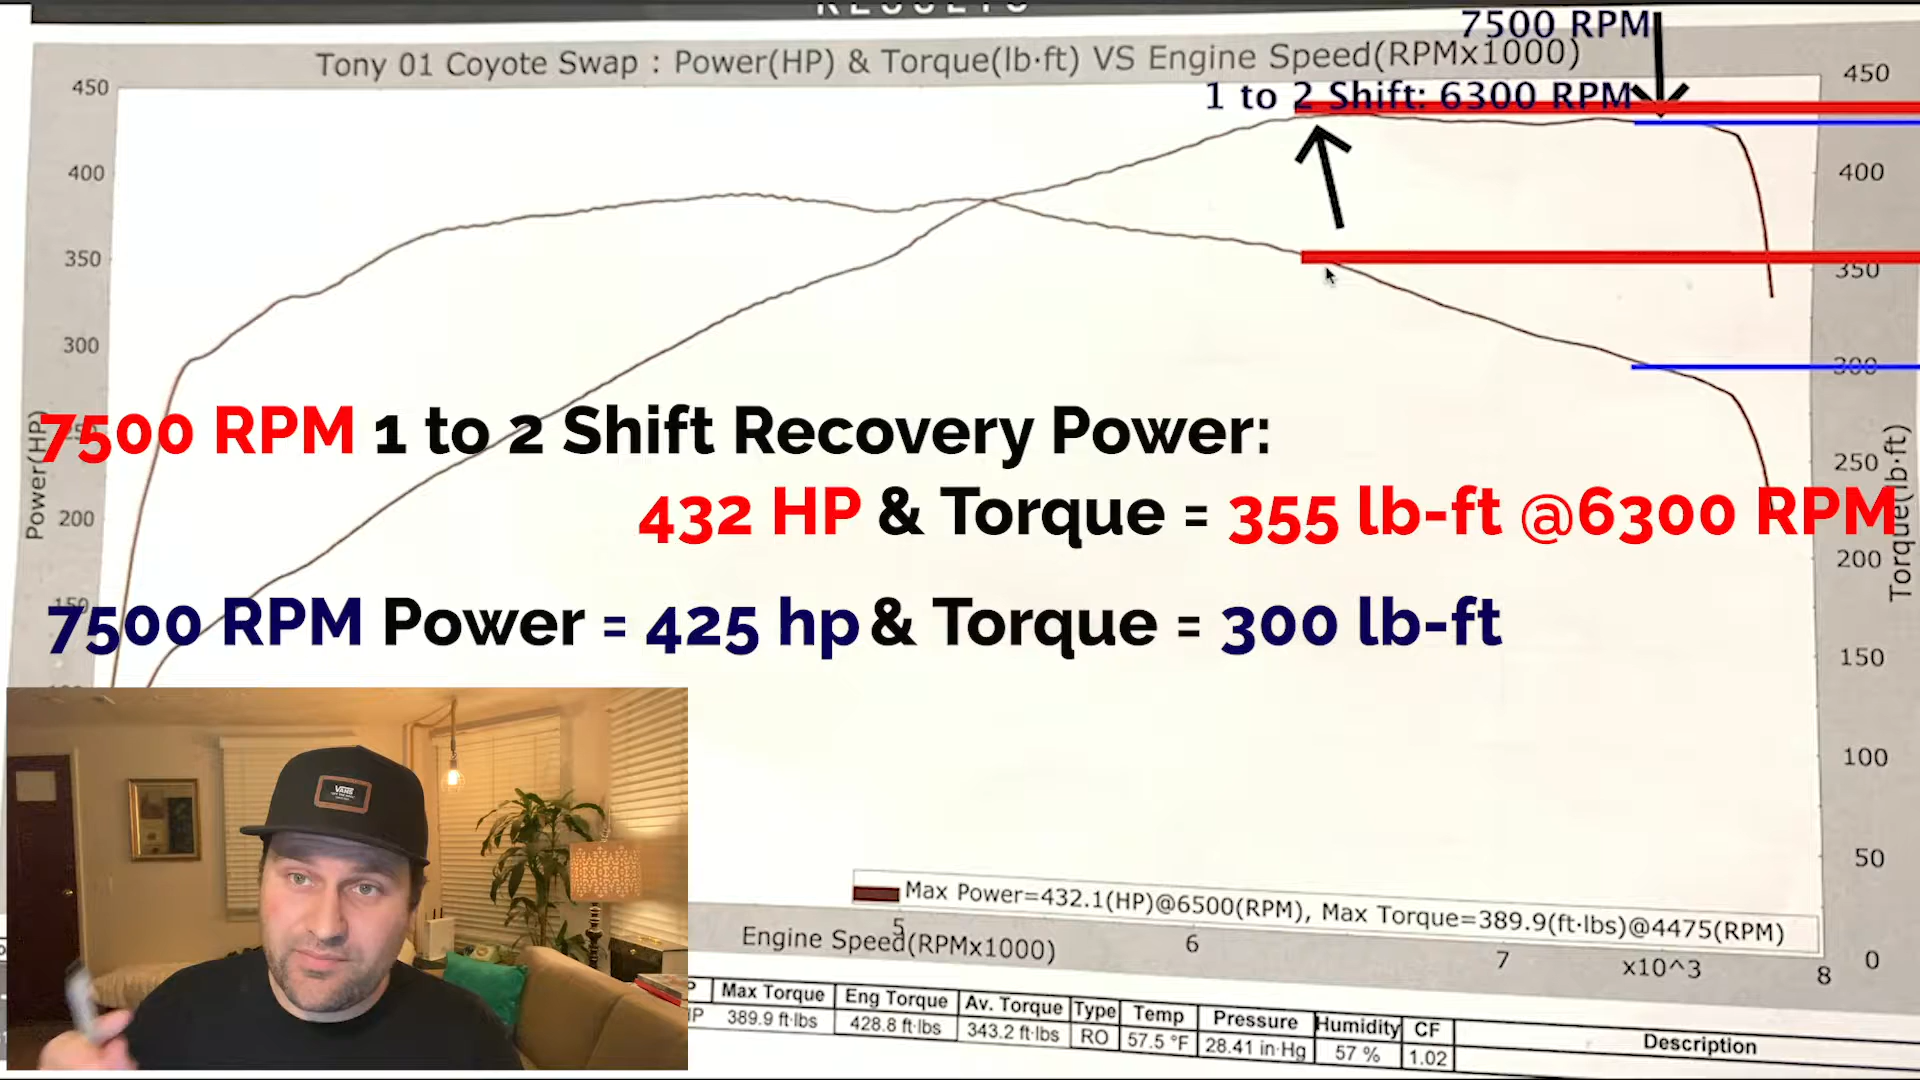 RESULTS
7500 RPM
Tony 01 Coyote Swap : Power(HP) & Torque(lb·ft) VS Engine Speed(RPMx1000)
1 to 2 Shift: 6300 RPM
450
400
350
300
200
150
Power(HP)
450
400
350
300
250
200
150
100
50
0
Torque(lb·ft)
7500 RPM 1 to 2 Shift Recovery Power:
432 HP & Torque = 355 lb-ft @6300 RPM
7500 RPM Power = 425 hp & Torque = 300 lb-ft
VANS
Max Power=432.1(HP)@6500(RPM), Max Torque=389.9(ft·lbs)@4475(RPM)
5
6
7
8
Engine Speed(RPMx1000)
x10^3
Max Torque Eng Torque Av. Torque Type Temp Pressure Humidity CF Description
389.9 ft·lbs 428.8 ft·lbs 343.2 ft·lbs RO 57.5 °F 28.41 in·Hg 57 % 1.02